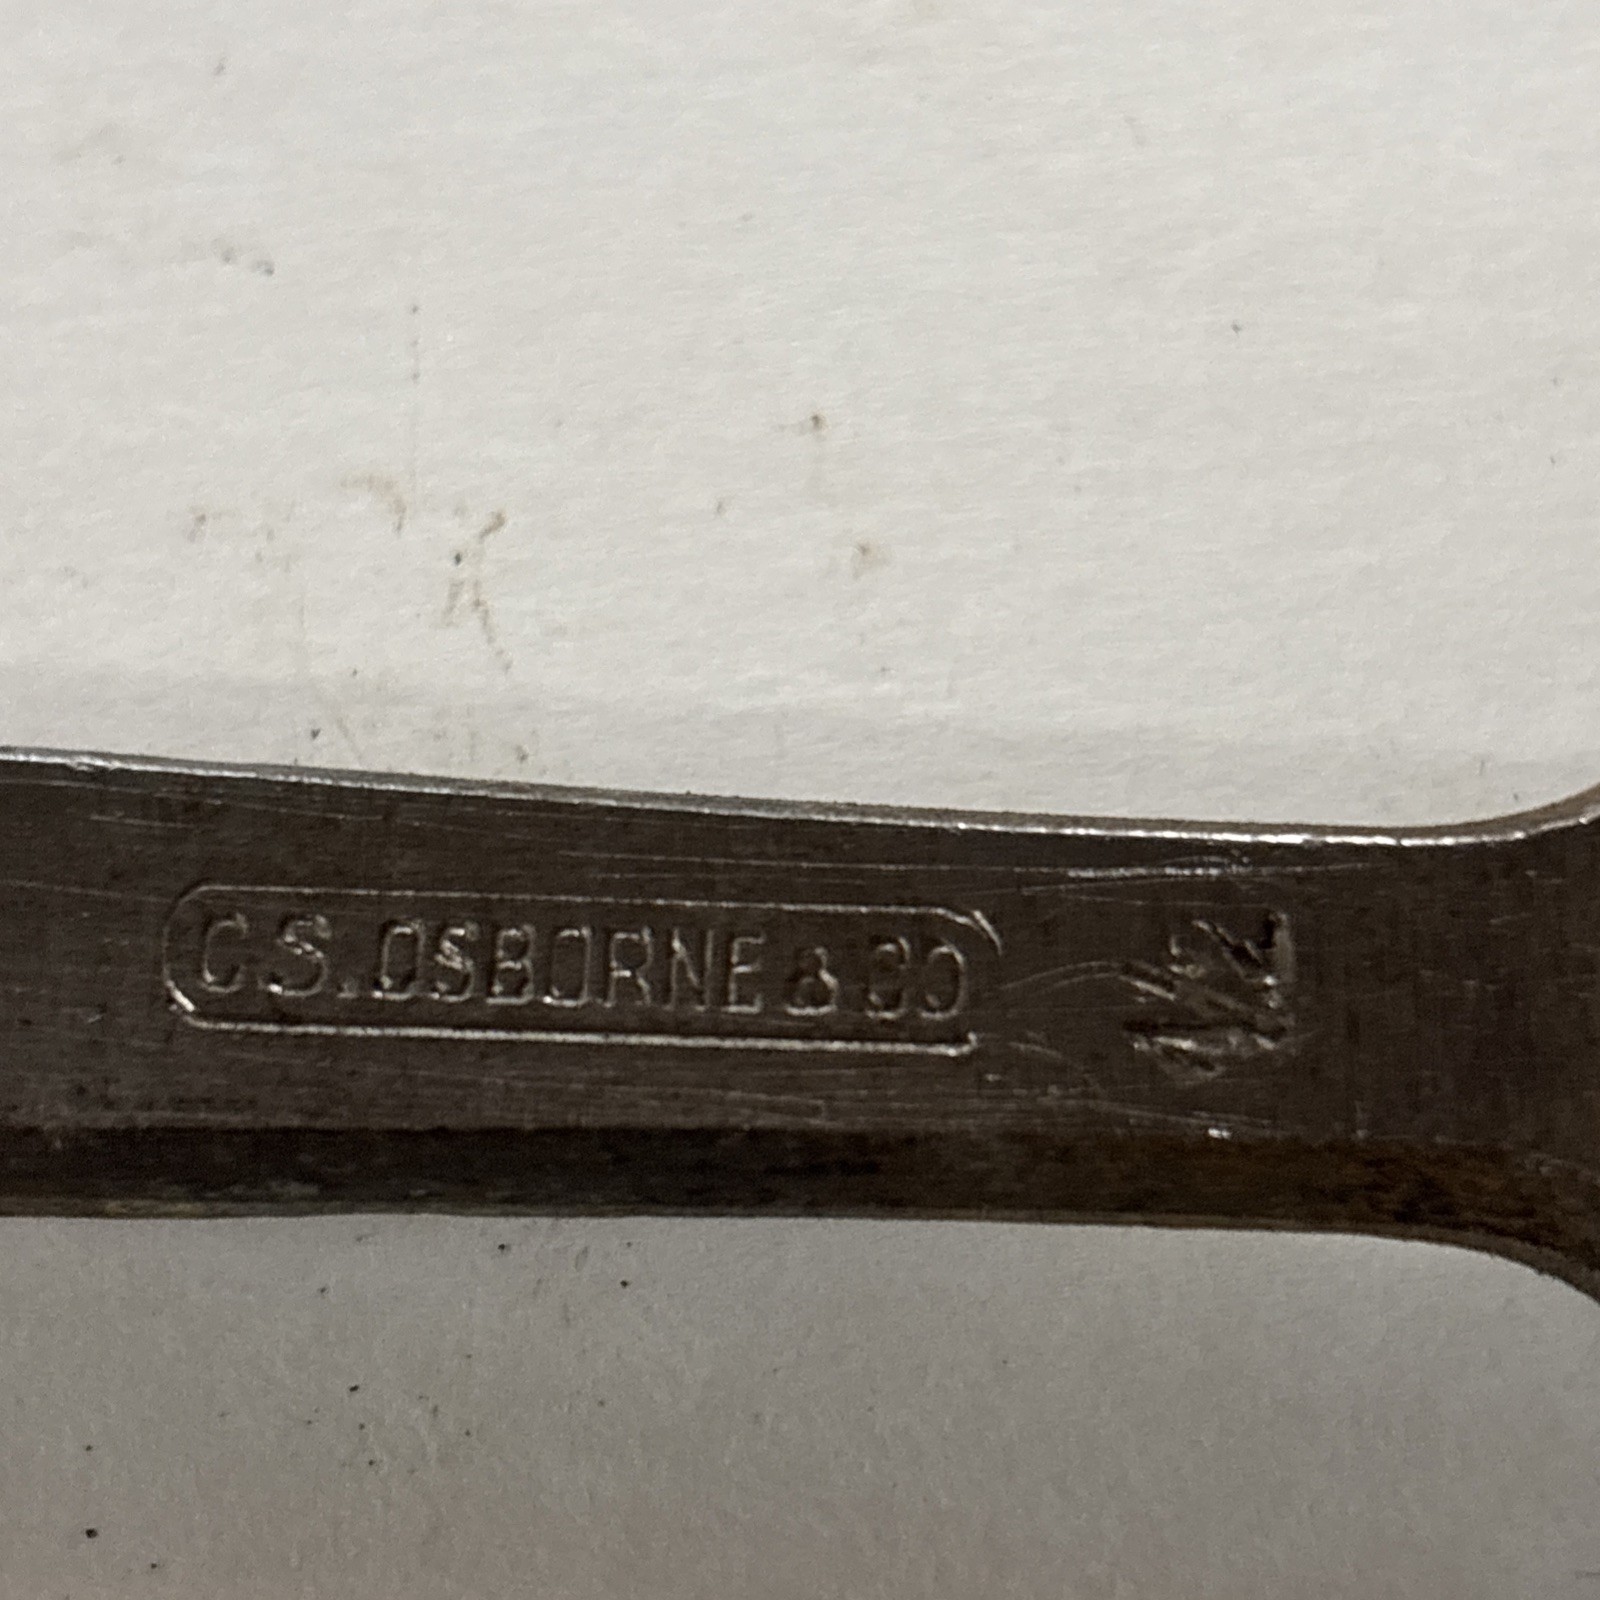 C.S. OSBORNE & CO